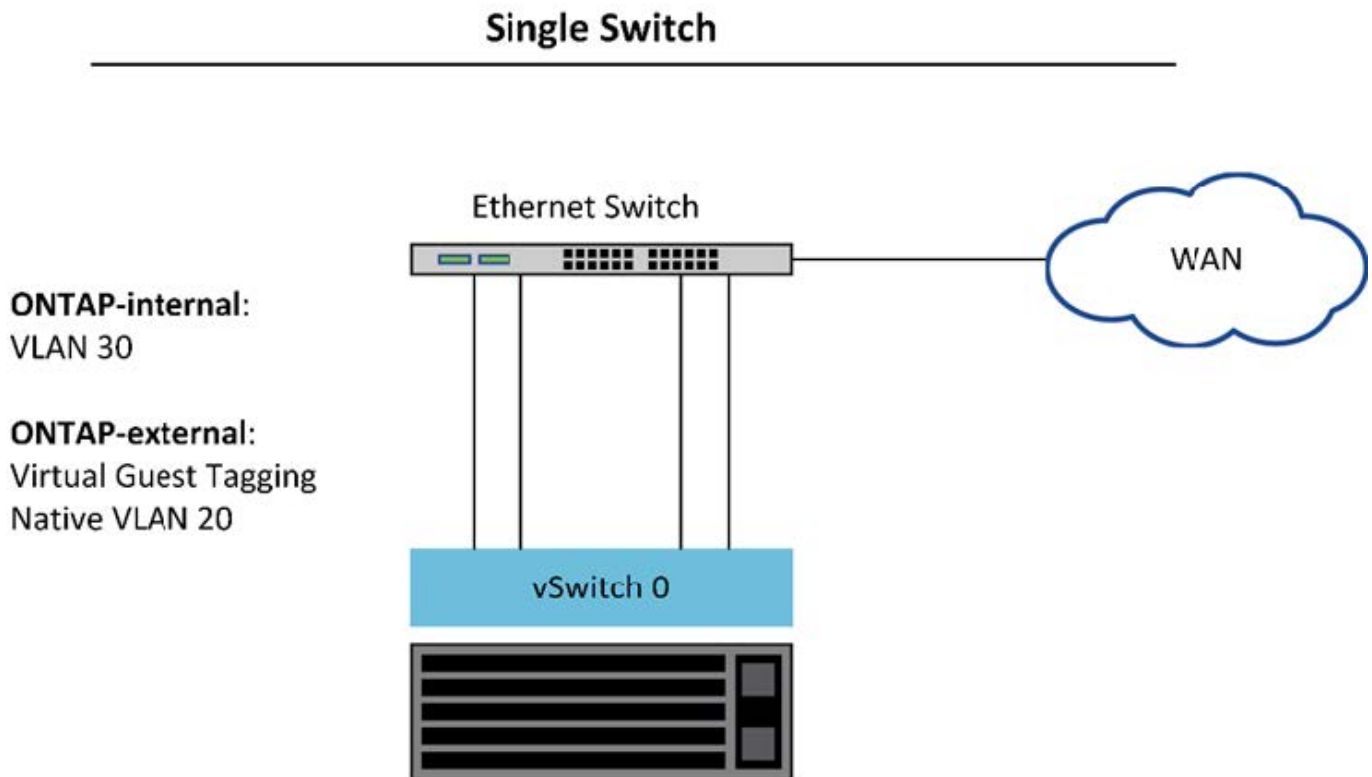 Single Switch
Ethernet Switch
WAN
ONTAP-internal:
VLAN 30
ONTAP-external:
Virtual Guest Tagging
Native VLAN 20
vSwitch 0